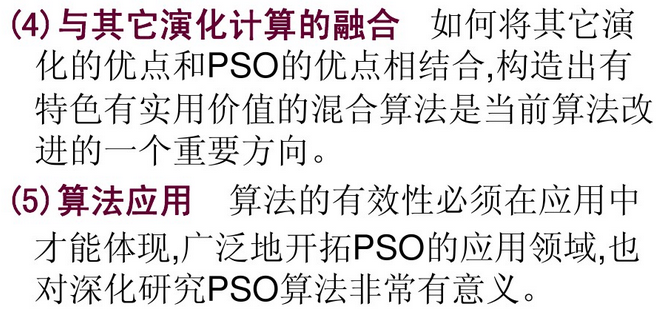 (4) 与其它演化计算的融合 如何将其它演
化的优点和PSO的优点相结合,构造出有
特色有实用价值的混合算法是当前算法改
进的一个重要方向。
(5) 算法应用 算法的有效性必须在应用中
才能体现,广泛地开拓PSO的应用领域,也
对深化研究PSO算法非常有意义。